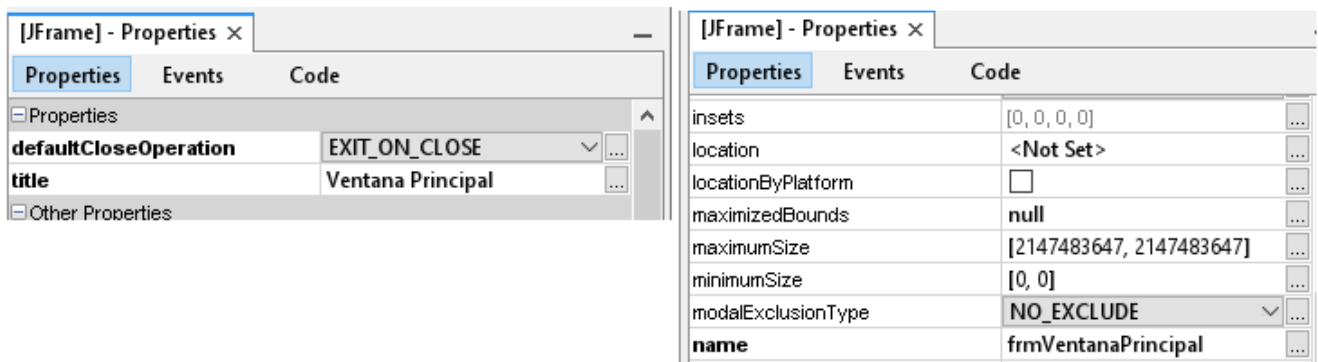 [JFrame] - Properties ×
Properties Events Code
Properties
defaultCloseOperation EXIT_ON_CLOSE ...
title Ventana Principal ...
Other Properties
[JFrame] - Properties ×
Properties Events Code
insets [0, 0, 0, 0] ...
location <Not Set> ...
locationByPlatform ...
maximizedBounds null ...
maximumSize [2147483647, 2147483647] ...
minimumSize [0, 0] ...
modalExclusionType NO_EXCLUDE ...
name frmVentanaPrincipal ...